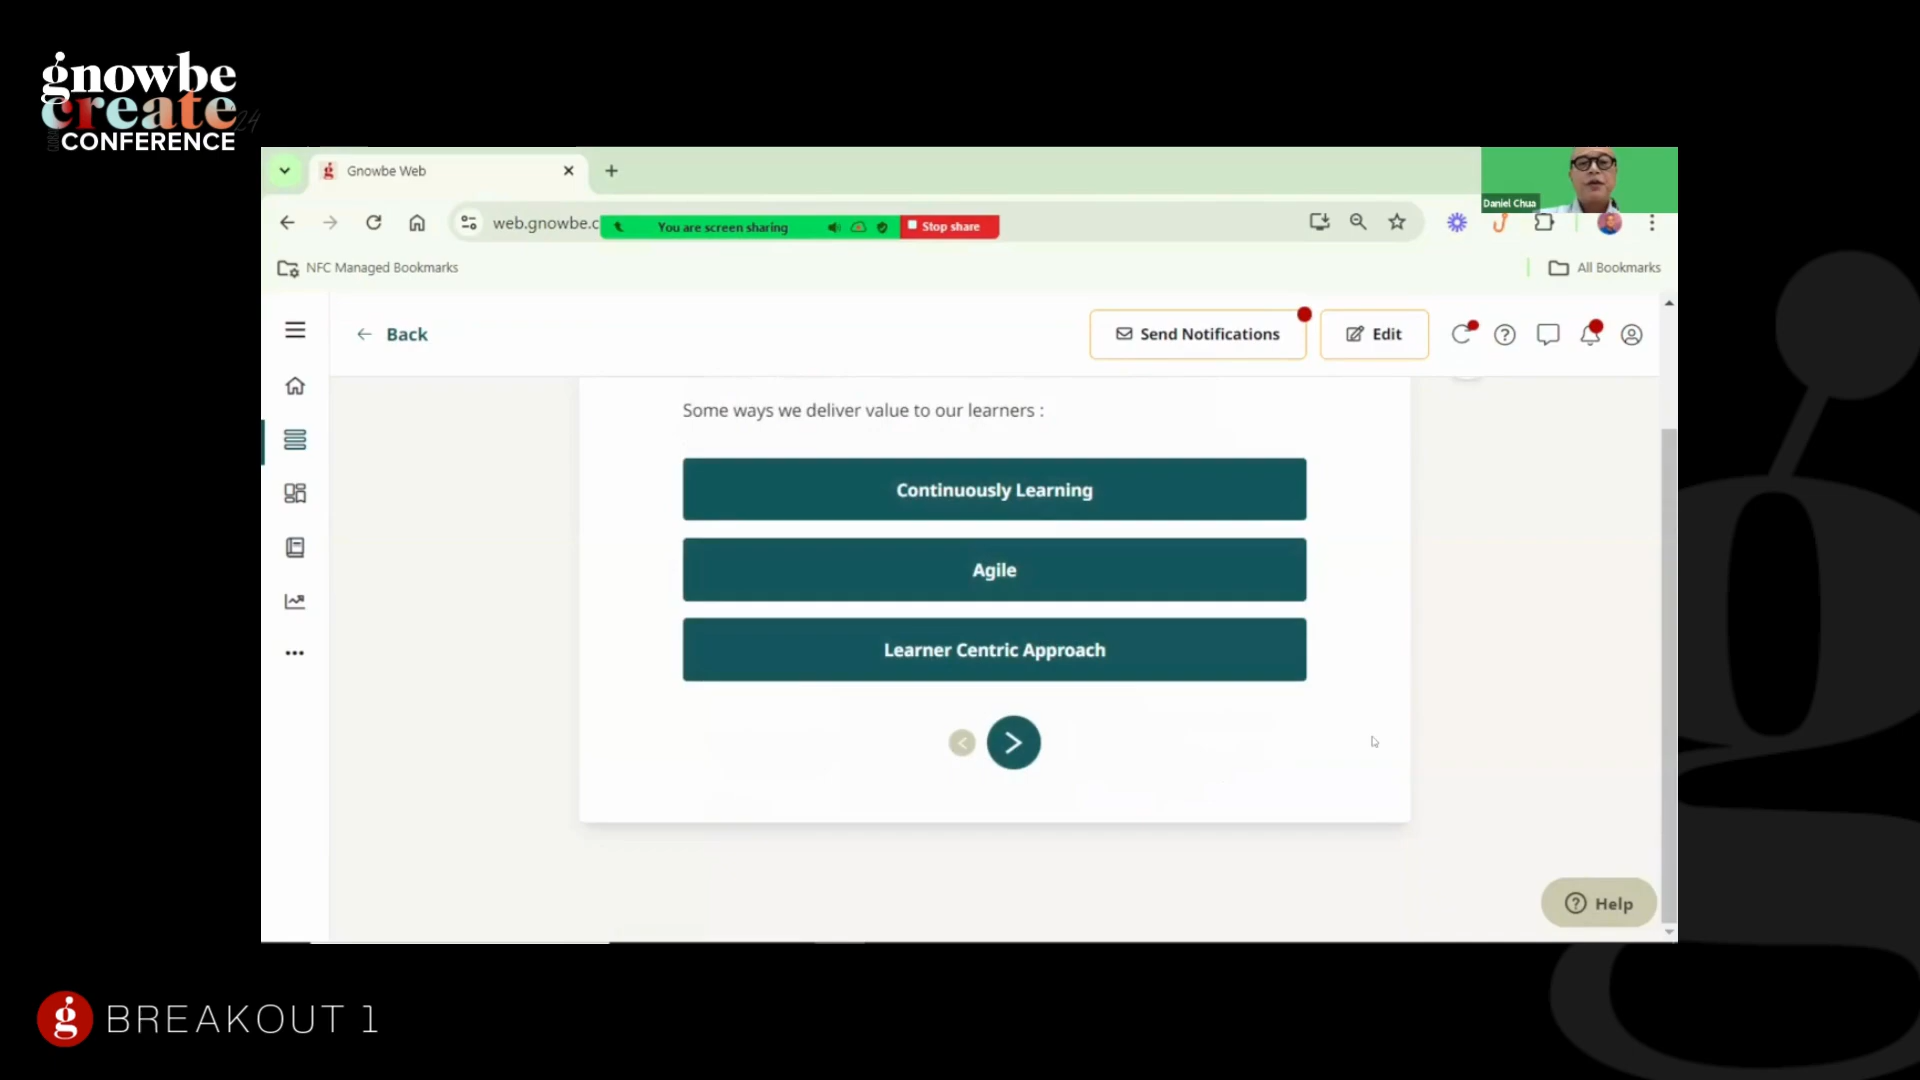 gnowbe
create '24
CONFERENCE
Gnowbe Web
Daniel Chua
web.gnowbe.c
You are screen sharing
Stop share
NFC Managed Bookmarks
All Bookmarks
Back
Send Notifications
Edit
Some ways we deliver value to our learners :
Continuously Learning
Agile
Learner Centric Approach
Help
BREAKOUT 1